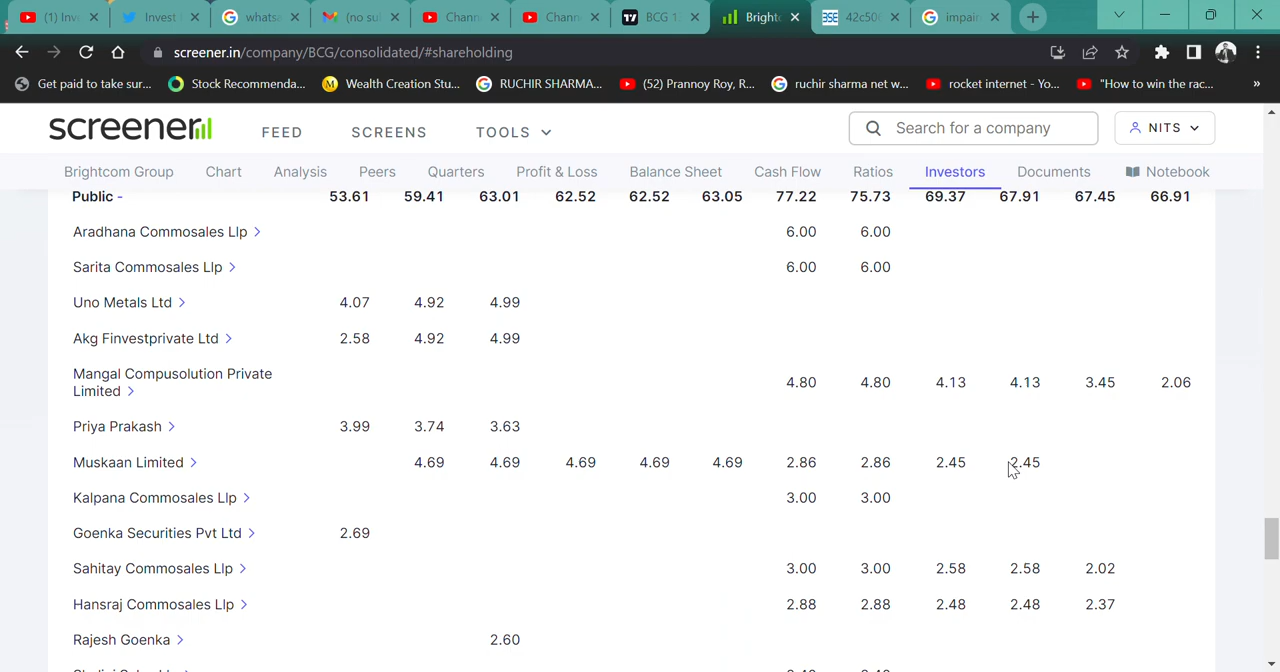 (1) Inv
Invest
whats
(no su
Chann
Chann
BCG 1
Bright
BSE 42c50
impair
screener.in/company/BCG/consolidated/#shareholding
Get paid to take sur... Stock Recommenda... Wealth Creation Stu... RUCHIR SHARMA... (52) Prannoy Roy, R... ruchir sharma net w... rocket internet - Yo... "How to win the rac... »
screener FEED SCREENS TOOLS Search for a company NITS
Brightcom Group Chart Analysis Peers Quarters Profit & Loss Balance Sheet Cash Flow Ratios Investors Documents Notebook
Public - 53.61 59.41 63.01 62.52 62.52 63.05 77.22 75.73 69.37 67.91 67.45 66.91
Aradhana Commosales Llp > 6.00 6.00
Sarita Commosales Llp > 6.00 6.00
Uno Metals Ltd > 4.07 4.92 4.99
Akg Finvestprivate Ltd > 2.58 4.92 4.99
Mangal Compusolution Private
Limited > 4.80 4.80 4.13 4.13 3.45 2.06
Priya Prakash > 3.99 3.74 3.63
Muskaan Limited > 4.69 4.69 4.69 4.69 4.69 2.86 2.86 2.45 2.45
Kalpana Commosales Llp > 3.00 3.00
Goenka Securities Pvt Ltd > 2.69
Sahitay Commosales Llp > 3.00 3.00 2.58 2.58 2.02
Hansraj Commosales Llp > 2.88 2.88 2.48 2.48 2.37
Rajesh Goenka > 2.60